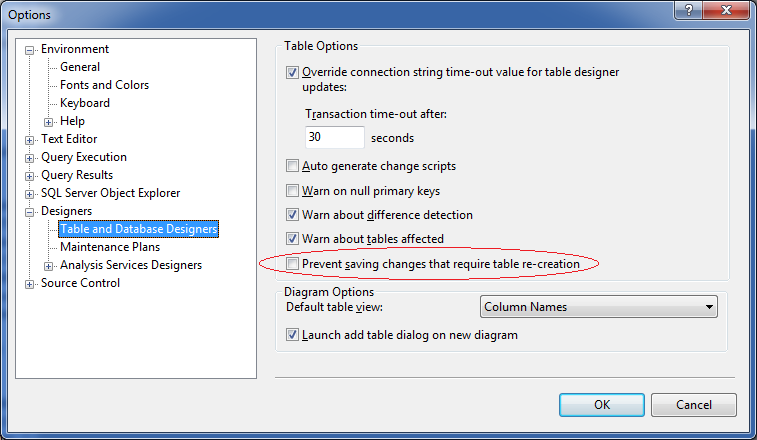 Options
Environment
General
Fonts and Colors
Keyboard
Help
Text Editor
Query Execution
Query Results
SQL Server Object Explorer
Designers
Table and Database Designers
Maintenance Plans
Analysis Services Designers
Source Control
Table Options
Override connection string time-out value for table designer
updates:
Transaction time-out after:
30 seconds
Auto generate change scripts
Warn on null primary keys
Warn about difference detection
Warn about tables affected
Prevent saving changes that require table re-creation
Diagram Options
Default table view: Column Names
Launch add table dialog on new diagram
OK Cancel